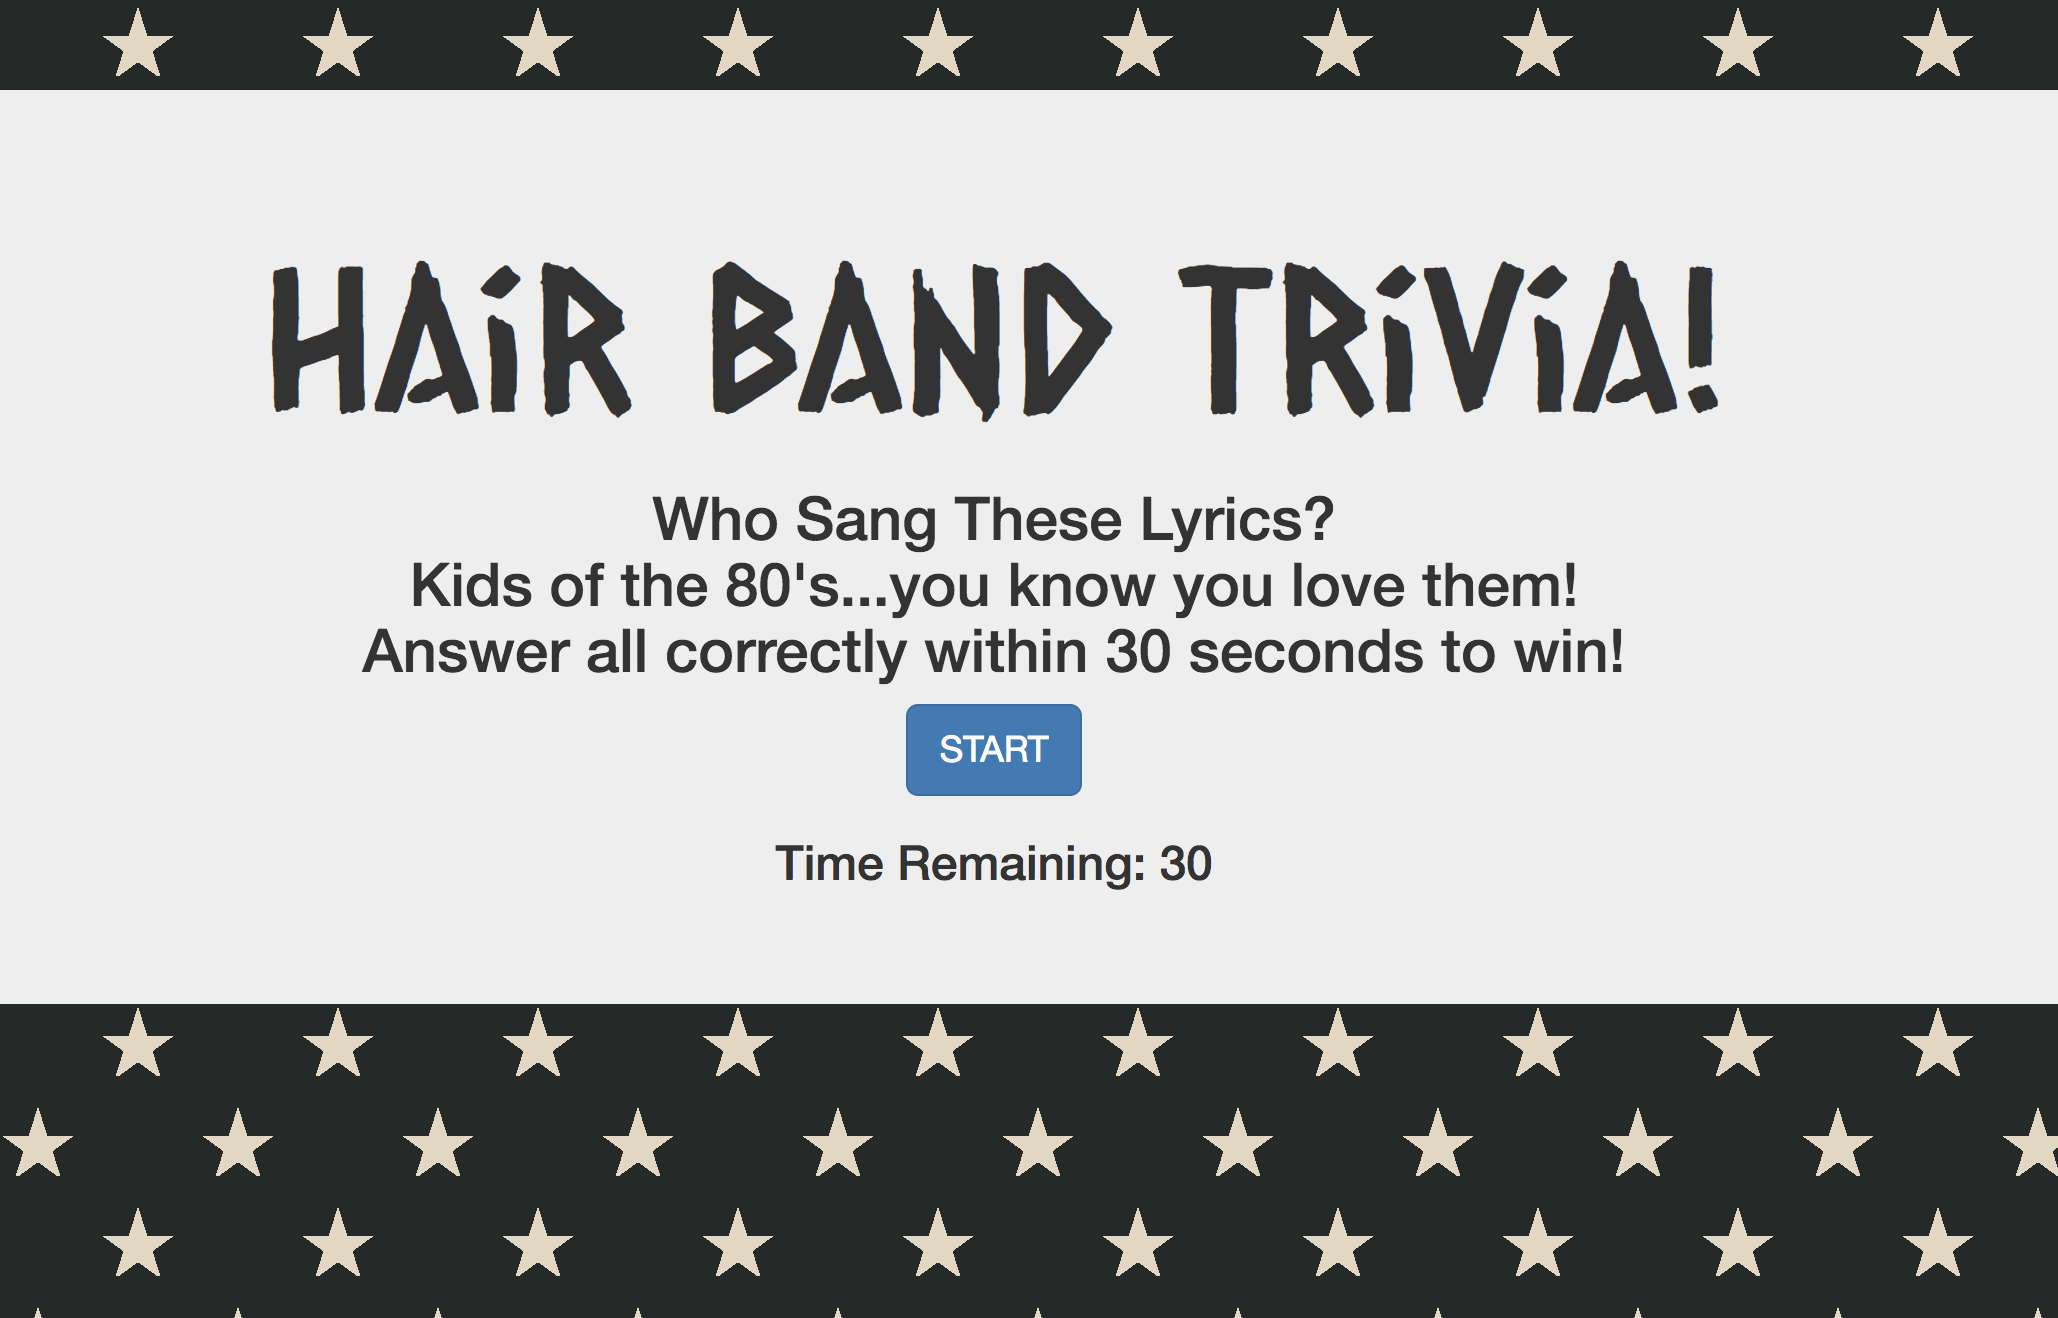 HAiR BAND TRiViA!
Who Sang These Lyrics?
Kids of the 80's...you know you love them!
Answer all correctly within 30 seconds to win!
START
Time Remaining: 30